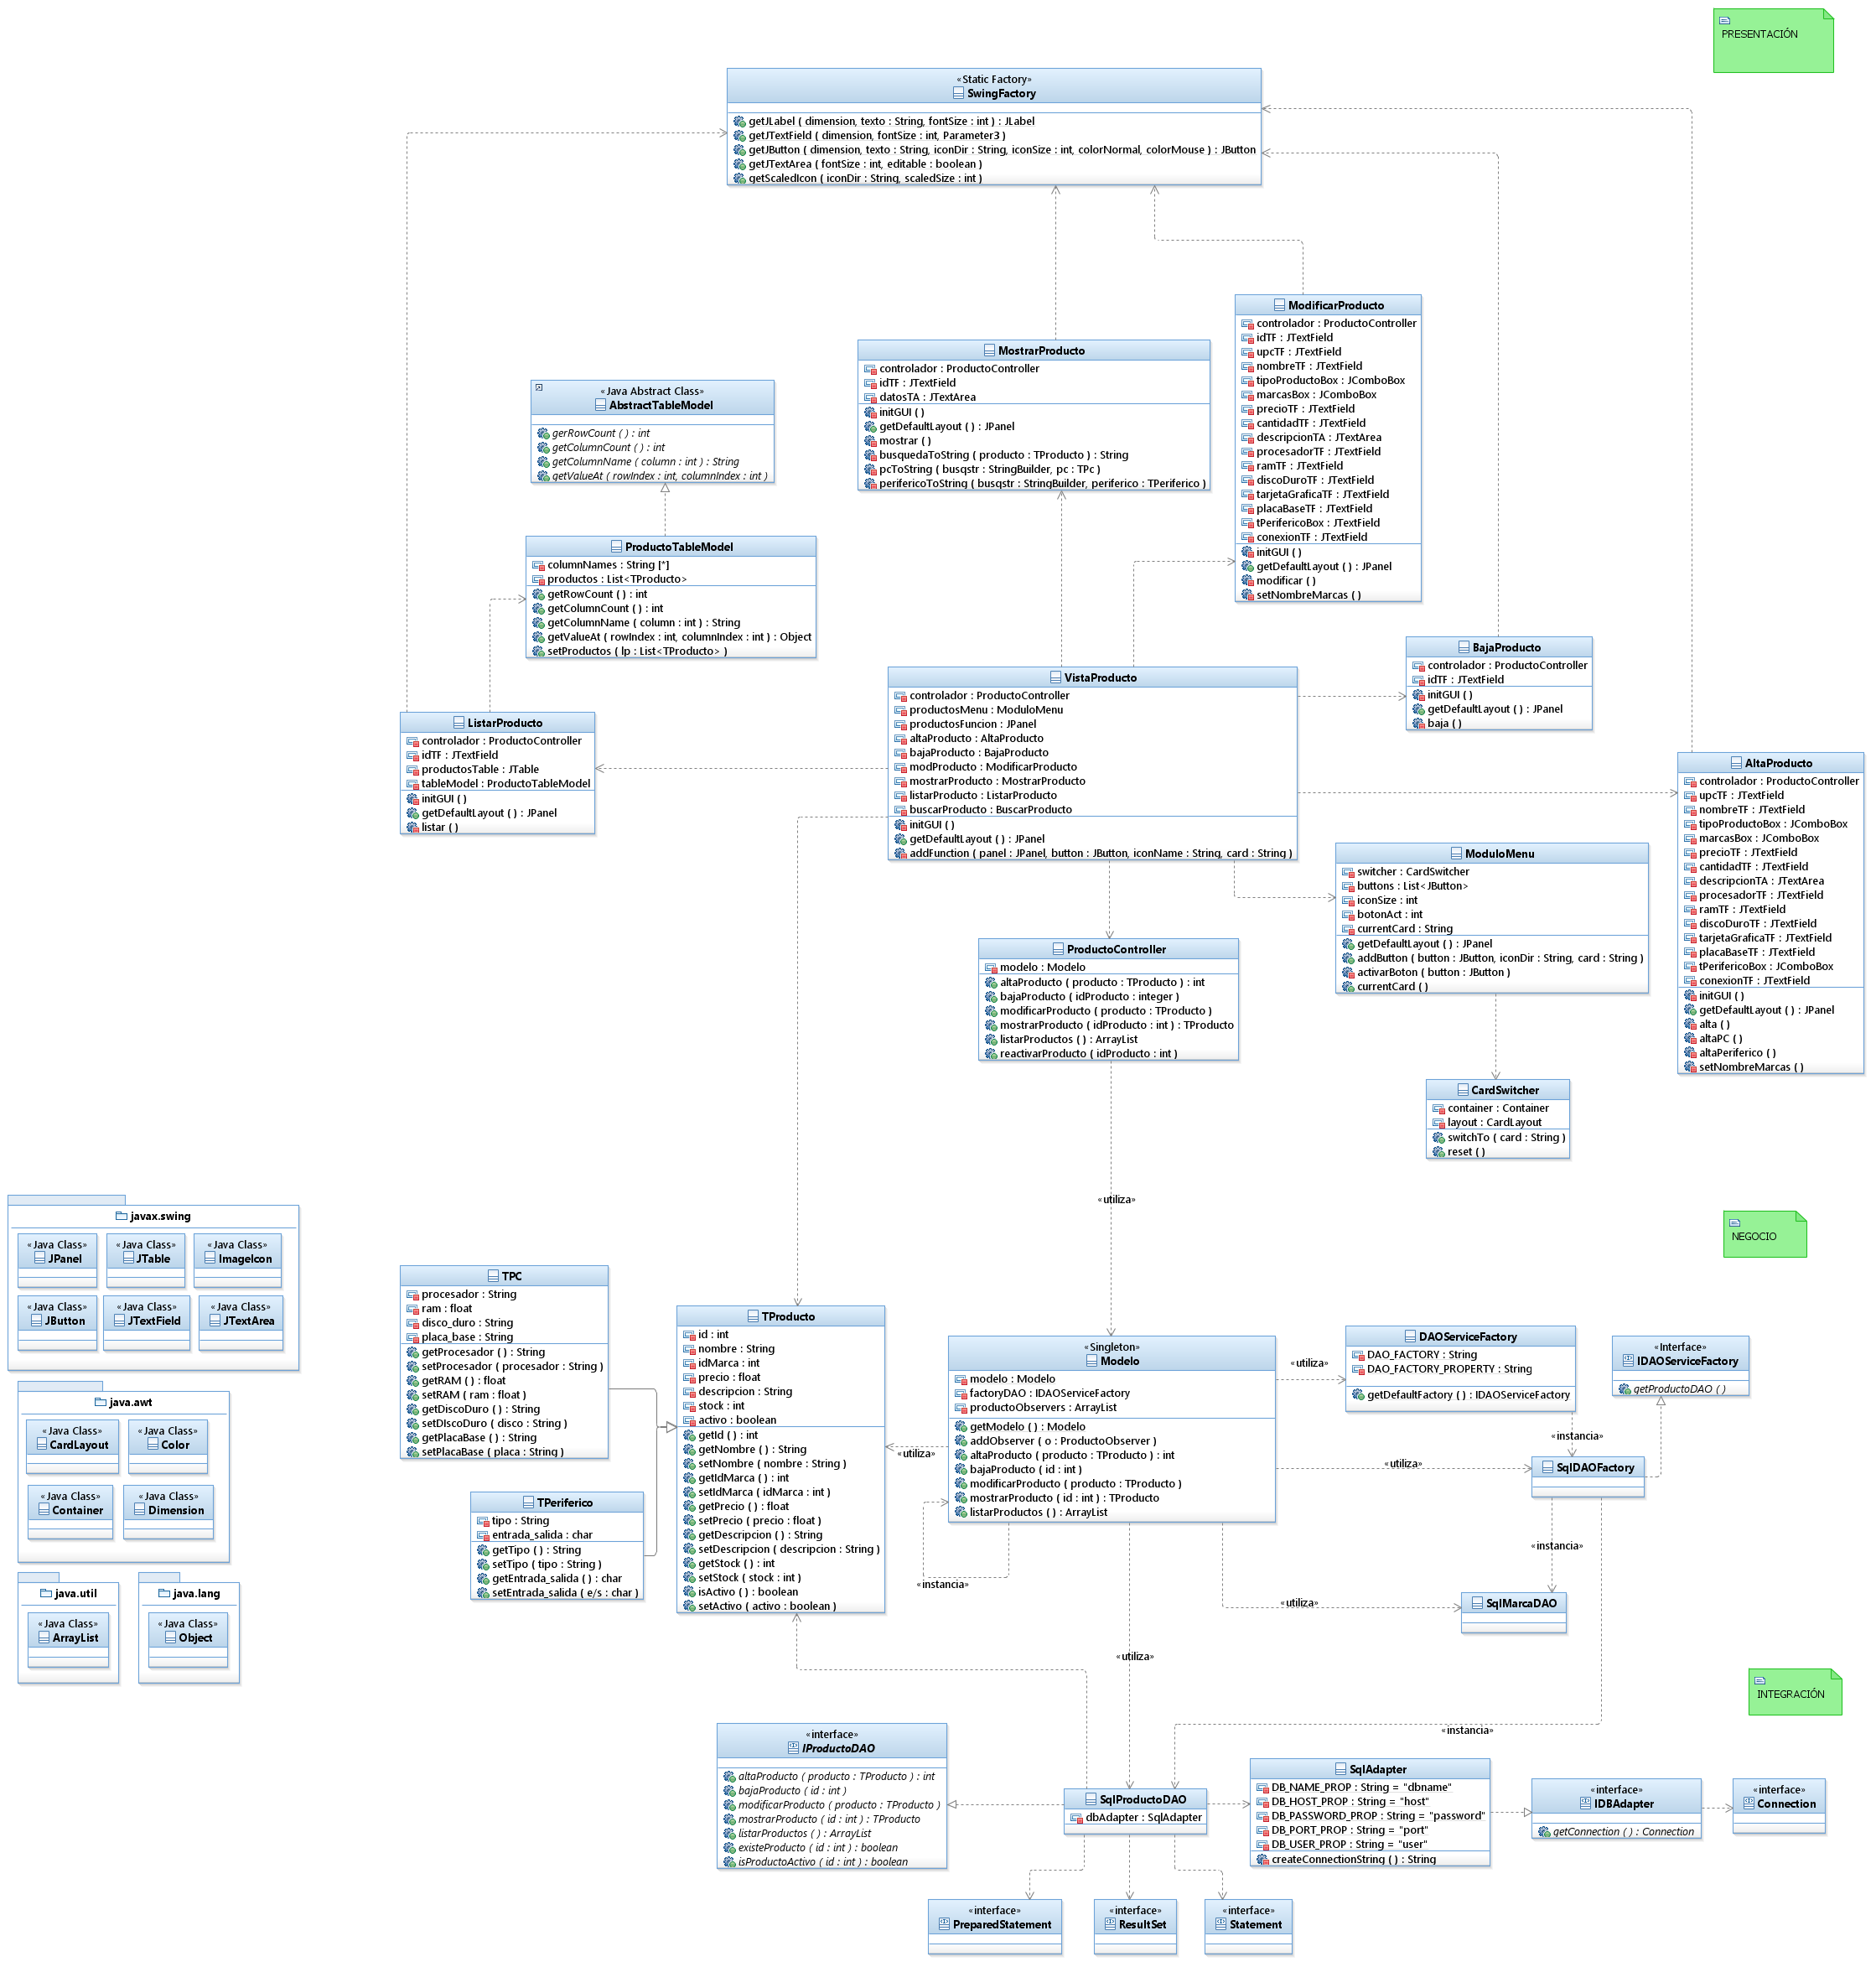 PRESENTACIÓN
«Static Factory»
SwingFactory
getJLabel ( dimension, texto : String, fontSize : int ) : JLabel
getJTextField ( dimension, fontSize : int, Parameter3 )
getJButton ( dimension, texto : String, iconDir : String, iconSize : int, colorNormal, colorMouse ) : JButton
getJTextArea ( fontSize : int, editable : boolean )
getScaledIcon ( iconDir : String, scaledSize : int )
ModificarProducto
controlador : ProductoController
idTF : JTextField
upcTF : JTextField
nombreTF : JTextField
tipoProductoBox : JComboBox
marcasBox : JComboBox
precioTF : JTextField
cantidadTF : JTextField
descripcionTA : JTextArea
procesadorTF : JTextField
ramTF : JTextField
discoDuroTF : JTextField
tarjetaGraficaTF : JTextField
placaBaseTF : JTextField
tPerifericoBox : JTextField
conexionTF : JTextField
initGUI ( )
getDefaultLayout ( ) : JPanel
modificar ( )
setNombreMarcas ( )
MostrarProducto
controlador : ProductoController
idTF : JTextField
datosTA : JTextArea
initGUI ( )
getDefaultLayout ( ) : JPanel
mostrar ( )
busquedaToString ( producto : TProducto ) : String
pcToString ( busqstr : StringBuilder, pc : TPc )
perifericoToString ( busqstr : StringBuilder, periferico : TPeriferico )
«Java Abstract Class»
AbstractTableModel
gerRowCount ( ) : int
getColumnCount ( ) : int
getColumnName ( column : int ) : String
getValueAt ( rowIndex : int, columnIndex : int )
ProductoTableModel
columnNames : String [*]
productos : List<TProducto>
getRowCount ( ) : int
getColumnCount ( ) : int
getColumnName ( column : int ) : String
getValueAt ( rowIndex : int, columnIndex : int ) : Object
setProductos ( lp : List<TProducto> )
BajaProducto
controlador : ProductoController
idTF : JTextField
initGUI ( )
getDefaultLayout ( ) : JPanel
baja ( )
VistaProducto
controlador : ProductoController
productosMenu : ModuloMenu
productosFuncion : JPanel
altaProducto : AltaProducto
bajaProducto : BajaProducto
modProducto : ModificarProducto
mostrarProducto : MostrarProducto
listarProducto : ListarProducto
buscarProducto : BuscarProducto
initGUI ( )
getDefaultLayout ( ) : JPanel
addFunction ( panel : JPanel, button : JButton, iconName : String, card : String )
ListarProducto
controlador : ProductoController
idTF : JTextField
productosTable : JTable
tableModel : ProductoTableModel
initGUI ( )
getDefaultLayout ( ) : JPanel
listar ( )
AltaProducto
controlador : ProductoController
upcTF : JTextField
nombreTF : JTextField
tipoProductoBox : JComboBox
marcasBox : JComboBox
precioTF : JTextField
cantidadTF : JTextField
descripcionTA : JTextArea
procesadorTF : JTextField
ramTF : JTextField
discoDuroTF : JTextField
tarjetaGraficaTF : JTextField
placaBaseTF : JTextField
tPerifericoBox : JComboBox
conexionTF : JTextField
initGUI ( )
getDefaultLayout ( ) : JPanel
alta ( )
altaPC ( )
altaPeriferico ( )
setNombreMarcas ( )
ModuloMenu
switcher : CardSwitcher
buttons : List<JButton>
iconSize : int
botonAct : int
currentCard : String
getDefaultLayout ( ) : JPanel
addButton ( button : JButton, iconDir : String, card : String )
activarBoton ( button : JButton )
currentCard ( )
ProductoController
modelo : Modelo
altaProducto ( producto : TProducto ) : int
bajaProducto ( idProducto : integer )
modificarProducto ( producto : TProducto )
mostrarProducto ( idProducto : int ) : TProducto
listarProductos ( ) : ArrayList
reactivarProducto ( idProducto : int )
CardSwitcher
container : Container
layout : CardLayout
switchTo ( card : String )
reset ( )
«utiliza»
javax.swing
«Java Class»
JPanel
«Java Class»
JTable
«Java Class»
ImageIcon
«Java Class»
JButton
«Java Class»
JTextField
«Java Class»
JTextArea
java.awt
«Java Class»
CardLayout
«Java Class»
Color
«Java Class»
Container
«Java Class»
Dimension
java.util
«Java Class»
ArrayList
java.lang
«Java Class»
Object
NEGOCIO
TPC
procesador : String
ram : float
disco_duro : String
placa_base : String
getProcesador ( ) : String
setProcesador ( procesador : String )
getRAM ( ) : float
setRAM ( ram : float )
getDiscoDuro ( ) : String
setDIscoDuro ( disco : String )
getPlacaBase ( ) : String
setPlacaBase ( placa : String )
TPeriferico
tipo : String
entrada_salida : char
getTipo ( ) : String
setTipo ( tipo : String )
getEntrada_salida ( ) : char
setEntrada_salida ( e/s : char )
TProducto
id : int
nombre : String
idMarca : int
precio : float
descripcion : String
stock : int
activo : boolean
getId ( ) : int
getNombre ( ) : String
setNombre ( nombre : String )
getIdMarca ( ) : int
setIdMarca ( idMarca : int )
getPrecio ( ) : float
setPrecio ( precio : float )
getDescripcion ( ) : String
setDescripcion ( descripcion : String )
getStock ( ) : int
setStock ( stock : int )
isActivo ( ) : boolean
setActivo ( activo : boolean )
«Singleton»
Modelo
modelo : Modelo
factoryDAO : IDAOServiceFactory
productoObservers : ArrayList
getModelo ( ) : Modelo
addObserver ( o : ProductoObserver )
altaProducto ( producto : TProducto ) : int
bajaProducto ( id : int )
modificarProducto ( producto : TProducto )
mostrarProducto ( id : int ) : TProducto
listarProductos ( ) : ArrayList
«utiliza»
«instancia»
«utiliza»
DAOServiceFactory
DAO_FACTORY : String
DAO_FACTORY_PROPERTY : String
getDefaultFactory ( ) : IDAOServiceFactory
«Interface»
IDAOServiceFactory
getProductoDAO ( )
«instancia»
«utiliza»
SqlDAOFactory
«instancia»
«utiliza»
SqlMarcaDAO
«utiliza»
INTEGRACIÓN
«instancia»
«interface»
IProductoDAO
altaProducto ( producto : TProducto ) : int
bajaProducto ( id : int )
modificarProducto ( producto : TProducto )
mostrarProducto ( id : int ) : TProducto
listarProductos ( ) : ArrayList
existeProducto ( id : int ) : boolean
isProductoActivo ( id : int ) : boolean
SqlProductoDAO
dbAdapter : SqlAdapter
SqlAdapter
DB_NAME_PROP : String = "dbname"
DB_HOST_PROP : String = "host"
DB_PASSWORD_PROP : String = "password"
DB_PORT_PROP : String = "port"
DB_USER_PROP : String = "user"
createConnectionString ( ) : String
«interface»
IDBAdapter
getConnection ( ) : Connection
«interface»
Connection
«interface»
PreparedStatement
«interface»
ResultSet
«interface»
Statement